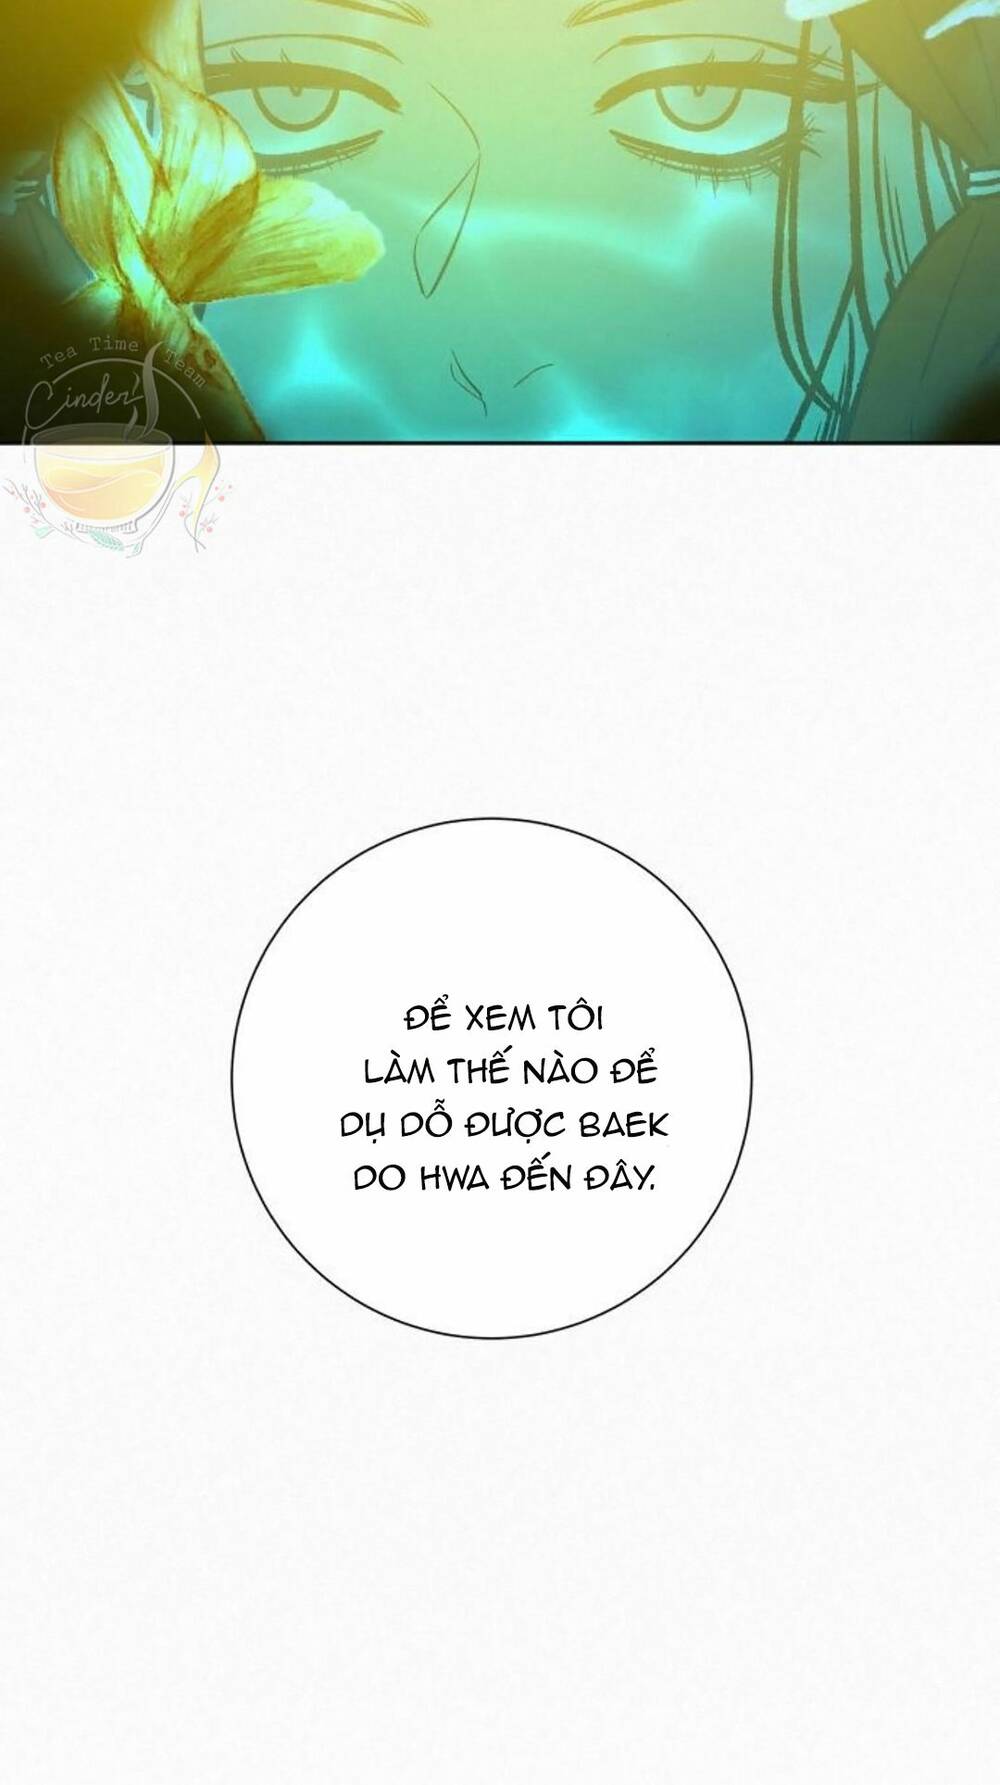 Tea Time Team
Cinder's
ĐỂ XEM TÔI
LÀM THẾ NÀO ĐỂ
DỤ DỖ ĐƯỢC BAEK
DO HWA ĐẾN ĐÂY.